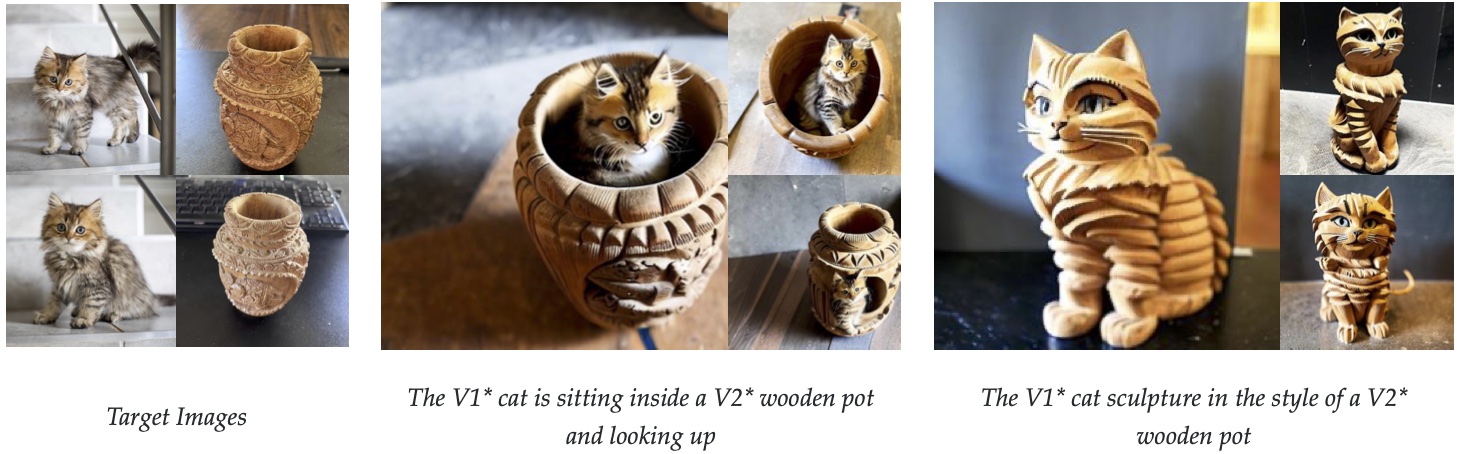 Target Images
The V1* cat is sitting inside a V2* wooden pot
and looking up
The V1* cat sculpture in the style of a V2*
wooden pot